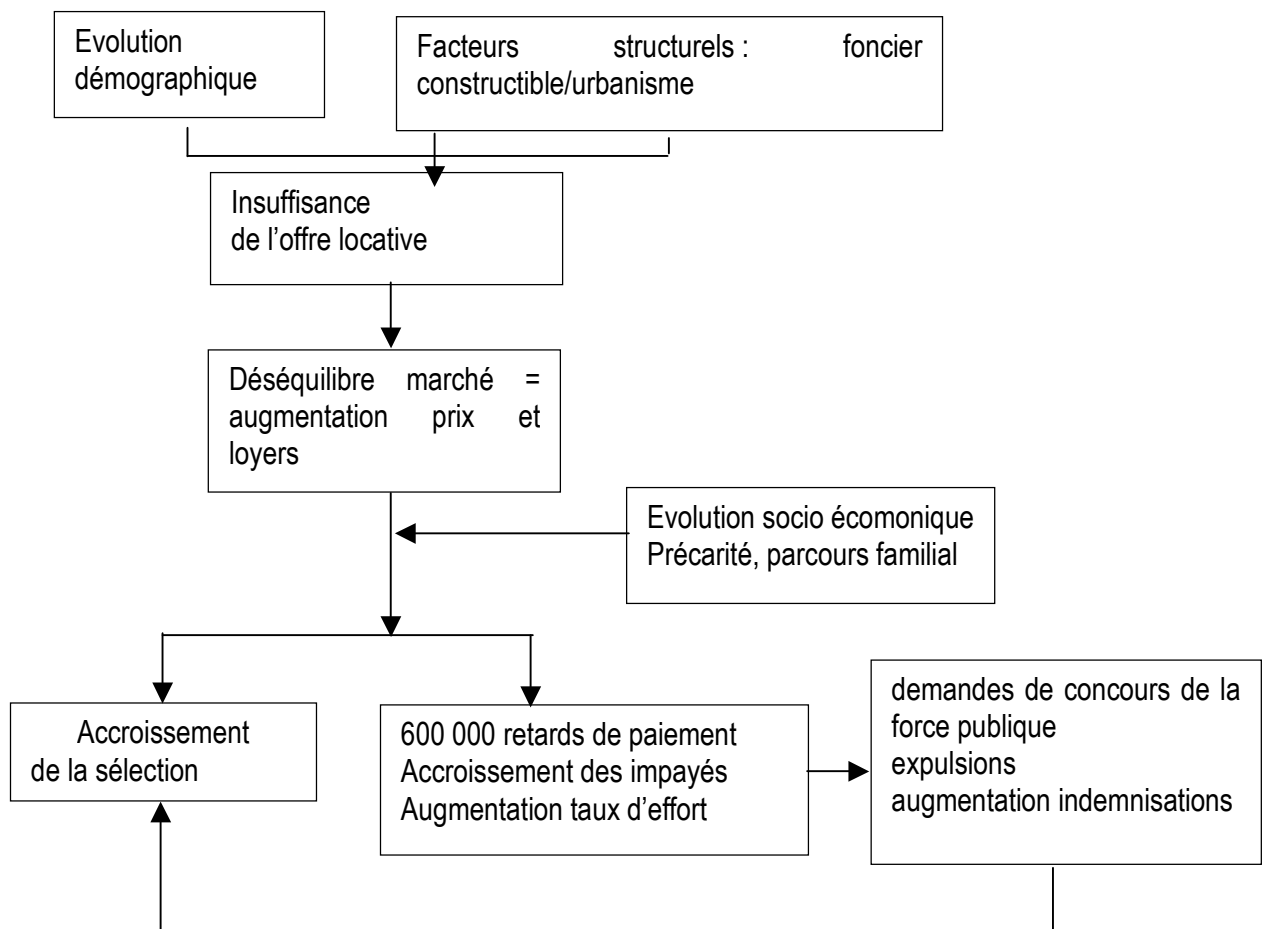 Evolution
démographique
Facteurs structurels : foncier
constructible/urbanisme
Insuffisance
de l’offre locative
Déséquilibre marché =
augmentation prix et
loyers
Evolution socio écomonique
Précarité, parcours familial
Accroissement
de la sélection
600 000 retards de paiement
Accroissement des impayés
Augmentation taux d’effort
demandes de concours de la
force publique
expulsions
augmentation indemnisations